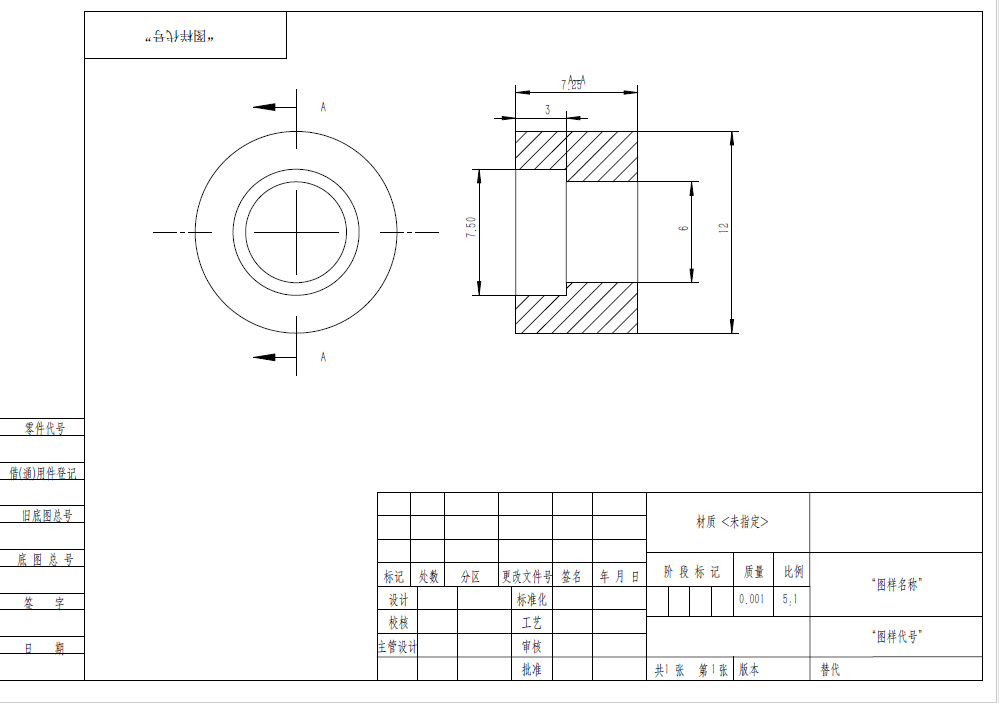 “图样代号”
A
A-A
7.25
3
7.50
6
12
A
零件代号
借(通)用件登记
旧底图总号
底图总号
签 字
日 期
材质 <未指定>
标记 处数 分区 更改文件号 签名 年 月 日
阶 段 标 记 质量 比例
“图样名称”
设计 标准化
0.001 5:1
校核 工艺
“图样代号”
主管设计 审核
批准
共1 张 第 1 张 版本 替代